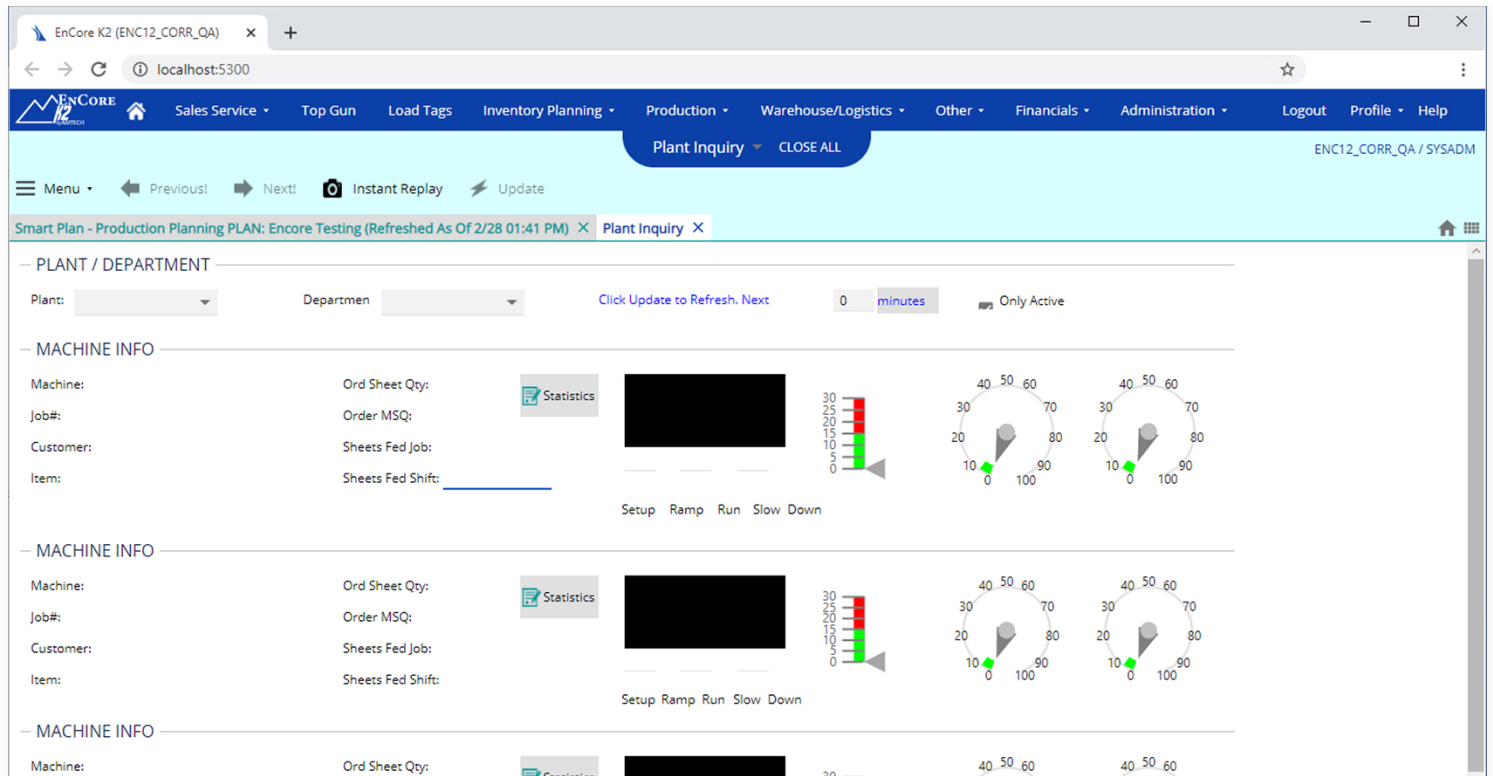 EnCore K2 (ENC12_CORR_QA)
localhost:5300
ENCORE K2 by AMTECH Sales Service Top Gun Load Tags Inventory Planning Production Warehouse/Logistics Other Financials Administration Logout Profile Help
Plant Inquiry CLOSE ALL ENC12_CORR_QA / SYSADM
Menu Previous! Next! Instant Replay Update
Smart Plan - Production Planning PLAN: Encore Testing (Refreshed As Of 2/28 01:41 PM) Plant Inquiry
PLANT / DEPARTMENT
Plant: Departmen Click Update to Refresh. Next 0 minutes Only Active
MACHINE INFO
Machine: Ord Sheet Qty: Statistics
Job#: Order MSQ:
Customer: Sheets Fed Job:
Item: Sheets Fed Shift:
30
25
20
15
10
5
0
0 10 20 30 40 50 60 70 80 90 100
0 10 20 30 40 50 60 70 80 90 100
Setup Ramp Run Slow Down
MACHINE INFO
Machine: Ord Sheet Qty: Statistics
Job#: Order MSQ:
Customer: Sheets Fed Job:
Item: Sheets Fed Shift:
30
25
20
15
10
5
0
0 10 20 30 40 50 60 70 80 90 100
0 10 20 30 40 50 60 70 80 90 100
Setup Ramp Run Slow Down
MACHINE INFO
Machine: Ord Sheet Qty: 40 50 60 40 50 60